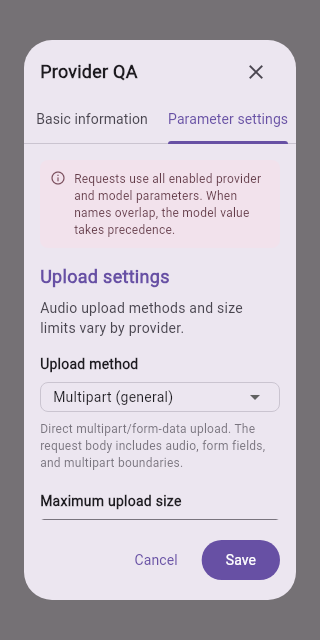 Provider QA
Basic information
Parameter settings
Requests use all enabled provider
and model parameters. When
names overlap, the model value
takes precedence.
Upload settings
Audio upload methods and size
limits vary by provider.
Upload method
Multipart (general)
Direct multipart/form-data upload. The
request body includes audio, form fields,
and multipart boundaries.
Maximum upload size
Cancel
Save